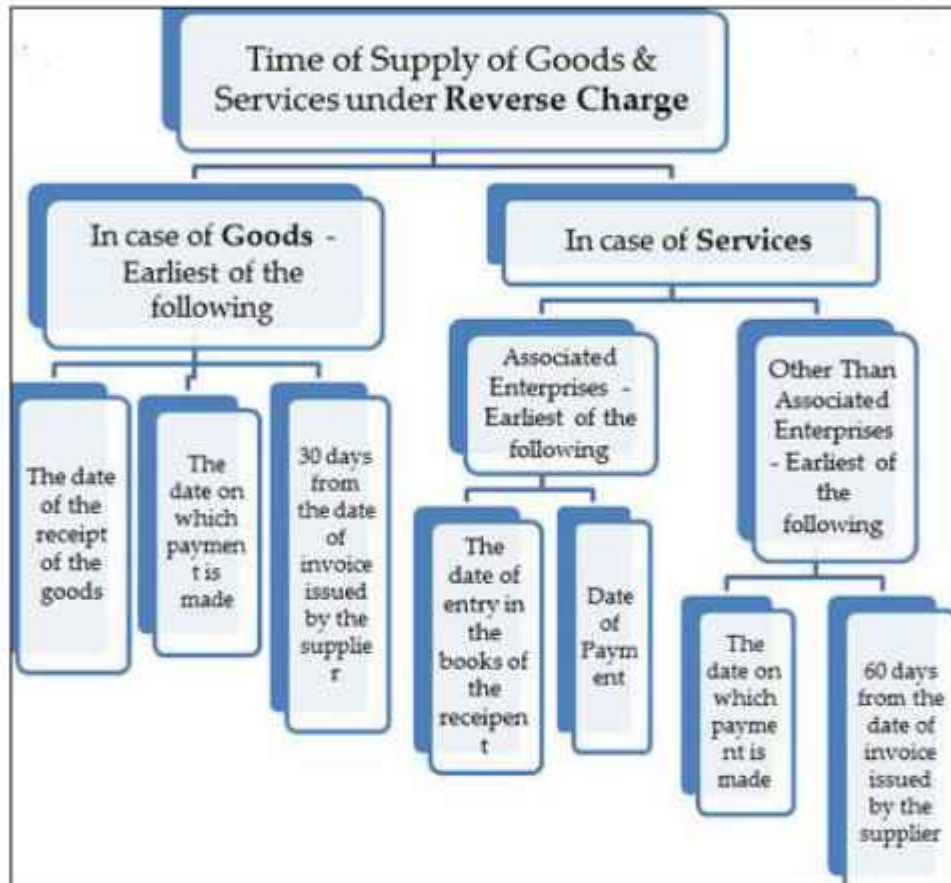 Time of Supply of Goods &
Services under Reverse Charge
In case of Goods -
Earliest of the
following
In case of Services
The date
of the
receipt
of the
goods
The
date on
which
paymen
t is
made
30 days
from
the date
of
invoice
issued
by the
supplie
r
Associated
Enterprises -
Earliest of the
following
Other Than
Associated
Enterprises
- Earliest of
the
following
The
date of
entry in
the
books of
the
receipen
t
Date
of
Paym
ent
The
date on
which
payme
nt is
made
60 days
from the
date of
invoice
issued
by the
supplier